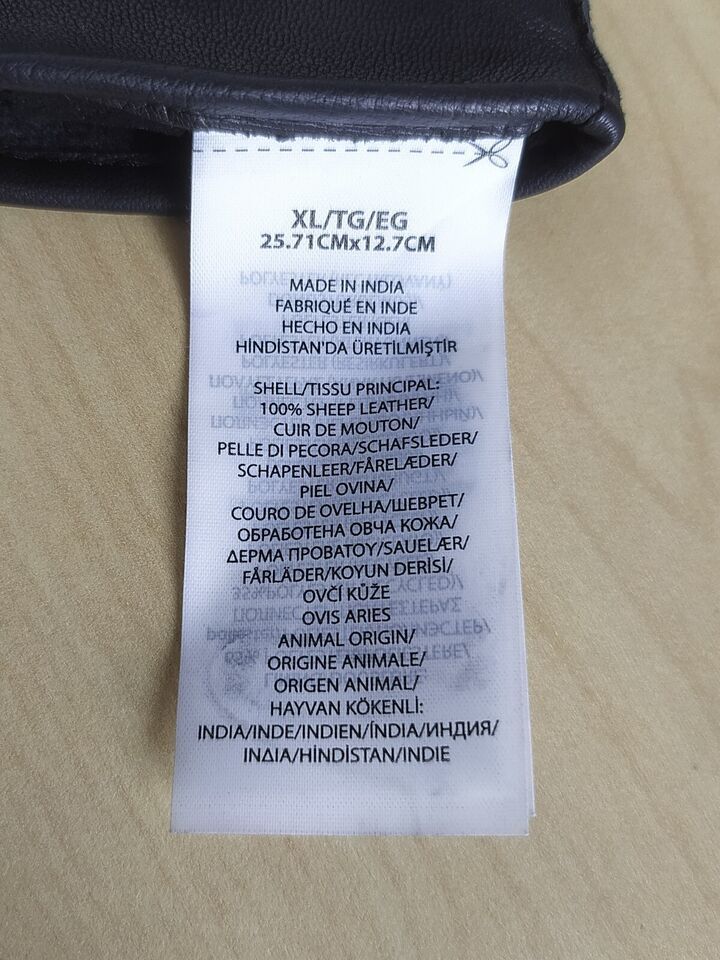 XL/TG/EG
25.71CMx12.7CM
MADE IN INDIA
FABRIQUÉ EN INDE
HECHO EN INDIA
HİNDİSTAN'DA ÜRETİLMİŞTİR
SHELL/TISSU PRINCIPAL:
100% SHEEP LEATHER/
CUIR DE MOUTON/
PELLE DI PECORA/SCHAFSLEDER/
SCHAPENLEER/FÅRELÆDER/
PIEL OVINA/
COURO DE OVELHA/ШЕВРЕТ/
ОБРАБОТЕНА ОВЧА КОЖА/
ΔΕΡΜΑ ΠΡΟΒΑΤΟΥ/SAUELÆR/
FÅRLÄDER/KOYUN DERİSİ/
OVČÍ KŮŽE
OVIS ARIES
ANIMAL ORIGIN/
ORIGINE ANIMALE/
ORIGEN ANIMAL/
HAYVAN KÖKENLİ:
INDIA/INDE/INDIEN/ÍNDIA/ИНДИЯ/
ΙΝΔΙΑ/HİNDİSTAN/INDIE